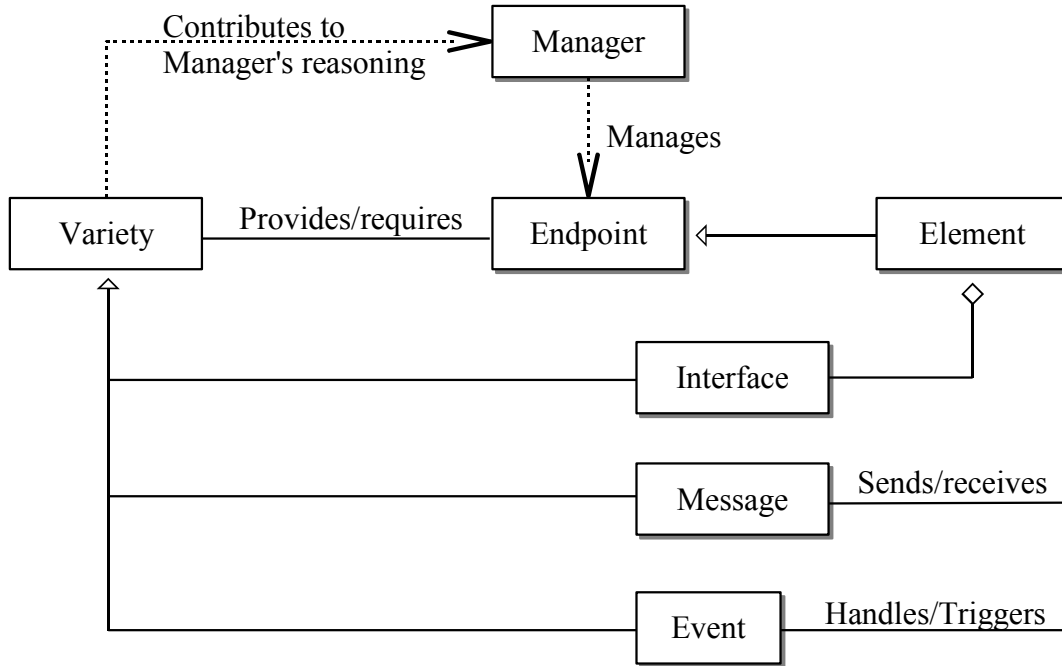 Contributes to
Manager's reasoning
Manager
Manages
Variety
Provides/requires
Endpoint
Element
Interface
Message
Sends/receives
Event
Handles/Triggers